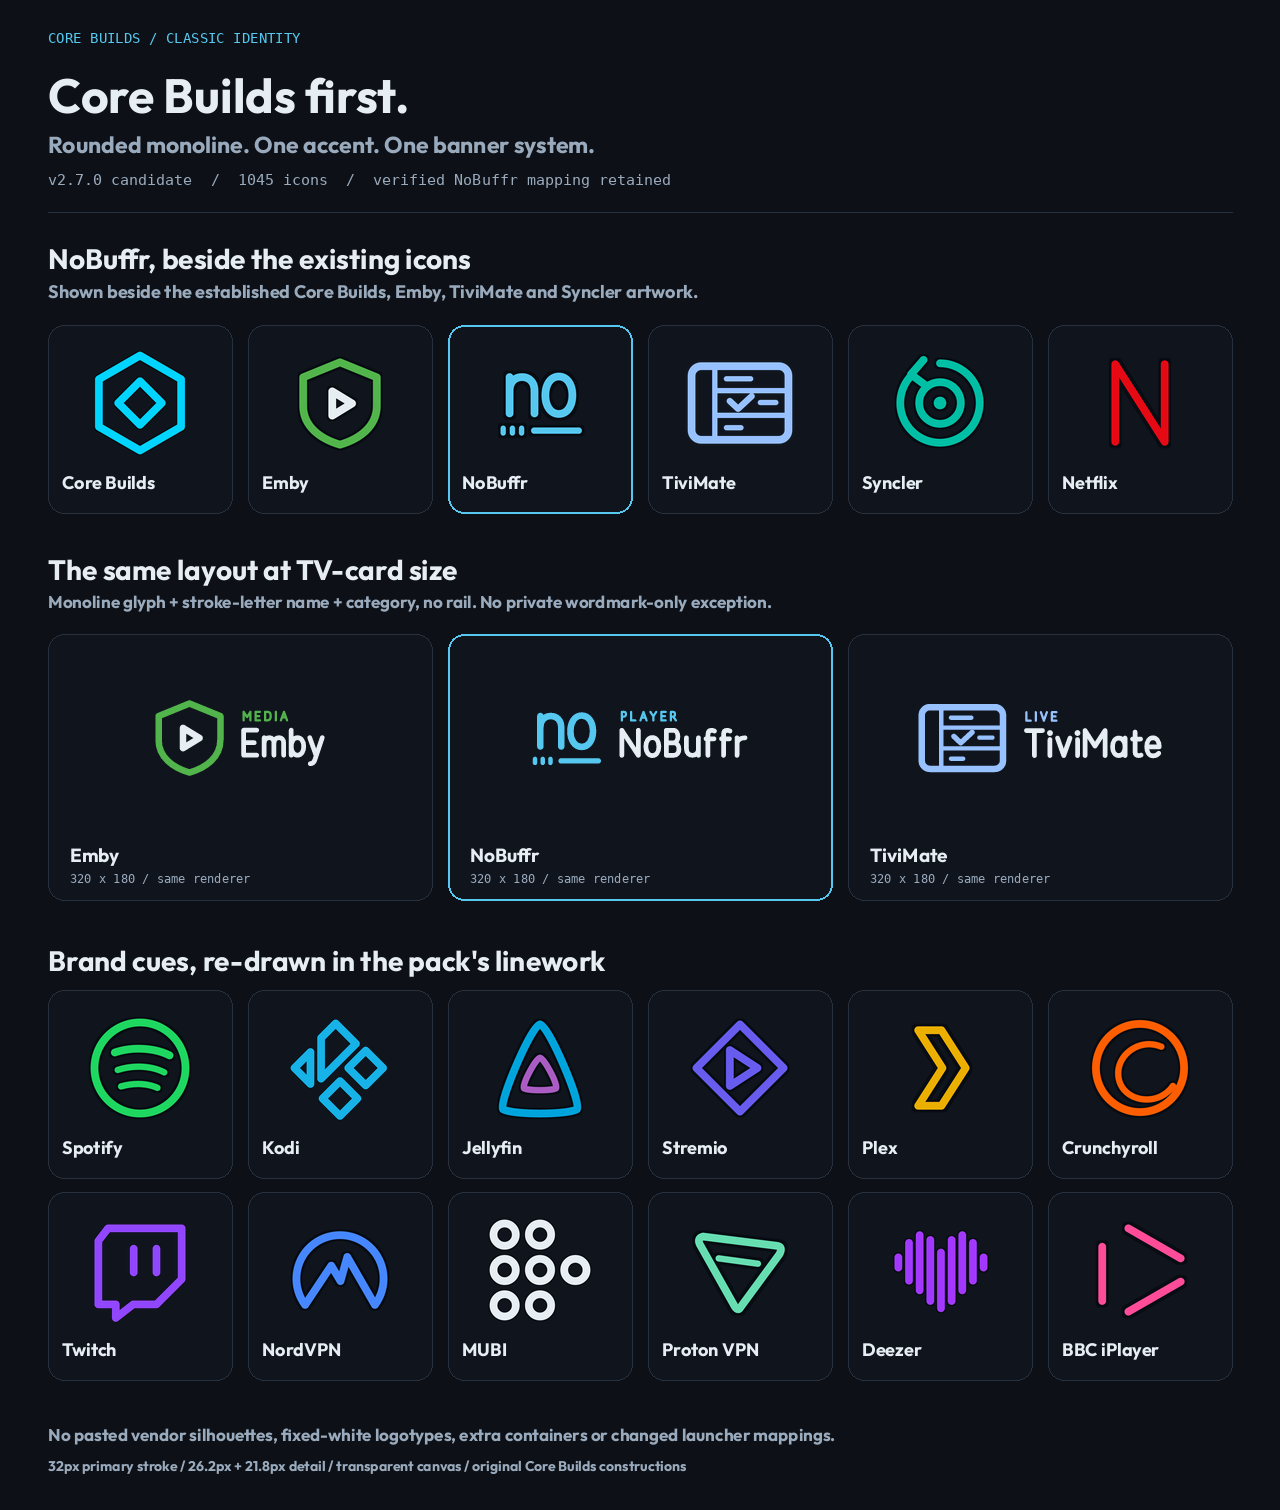 CORE BUILDS / CLASSIC IDENTITY
Core Builds first.
Rounded monoline. One accent. One banner system.
v2.7.0 candidate / 1045 icons / verified NoBuffr mapping retained
NoBuffr, beside the existing icons
Shown beside the established Core Builds, Emby, TiviMate and Syncler artwork.
no
N
Core Builds
Emby
NoBuffr
TiviMate
Syncler
Netflix
The same layout at TV-card size
Monoline glyph + stroke-letter name + category, no rail. No private wordmark-only exception.
MEDIA
Emby
no
PLAYER
NoBuffr
LIVE
TiviMate
Emby
320 x 180 / same renderer
NoBuffr
320 x 180 / same renderer
TiviMate
320 x 180 / same renderer
Brand cues, re-drawn in the pack's linework
Spotify
Kodi
Jellyfin
Stremio
Plex
Crunchyroll
Twitch
NordVPN
MUBI
Proton VPN
Deezer
BBC iPlayer
No pasted vendor silhouettes, fixed-white logotypes, extra containers or changed launcher mappings.
32px primary stroke / 26.2px + 21.8px detail / transparent canvas / original Core Builds constructions